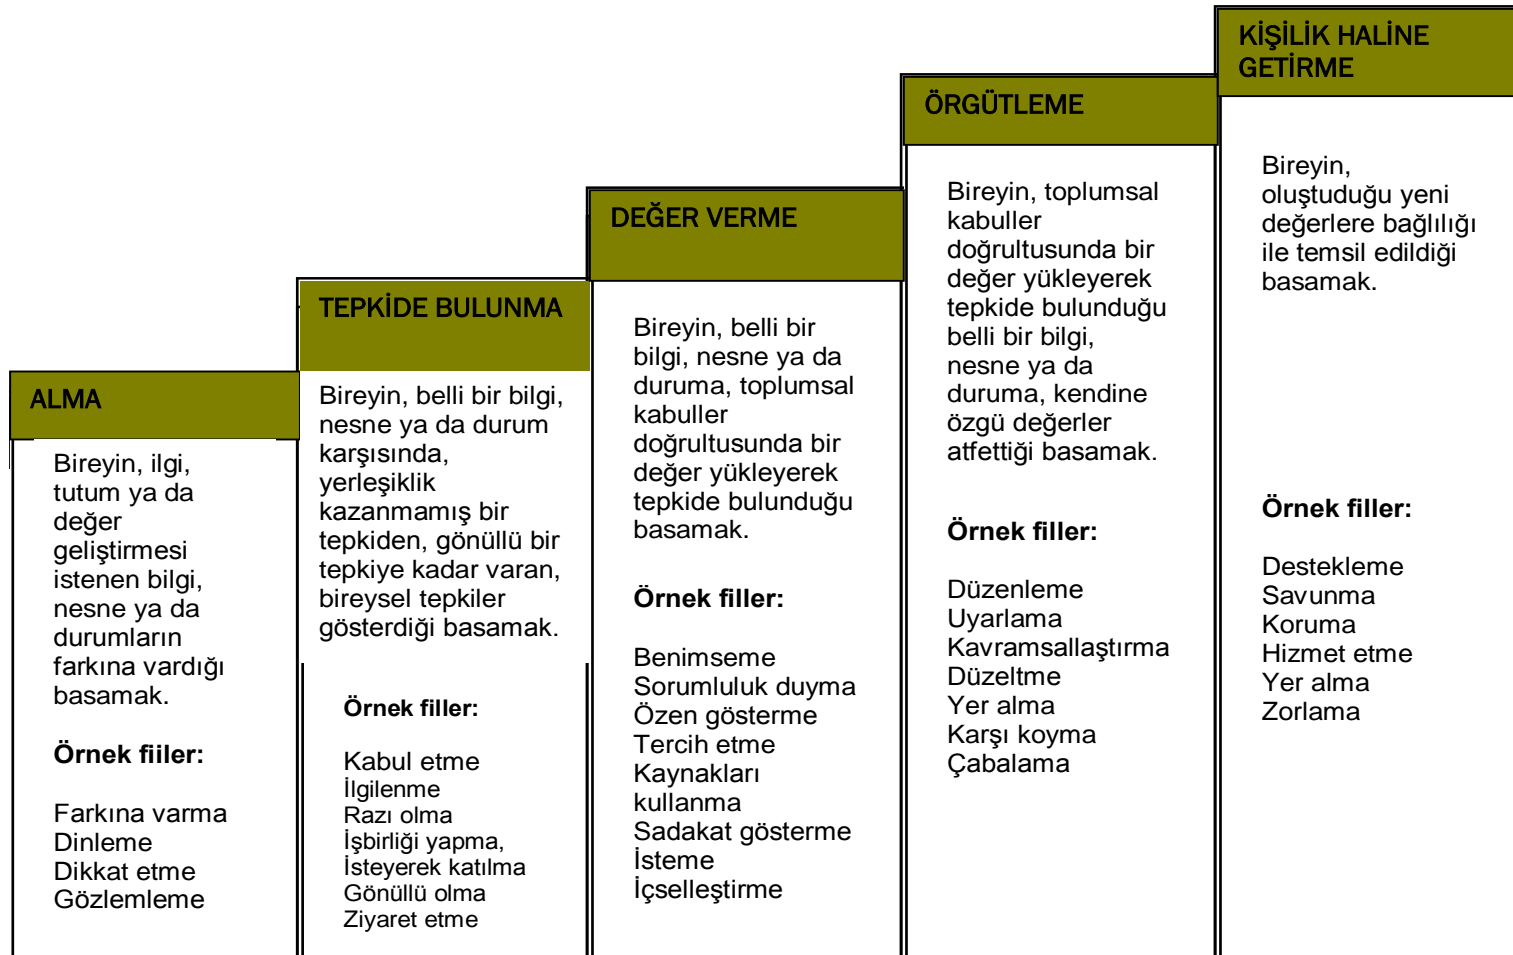 ALMA
Bireyin, ilgi,
tutum ya da
değer
geliştirmesi
istenen bilgi,
nesne ya da
durumların
farkına vardığı
basamak.
Örnek fiiler:
Farkına varma
Dinleme
Dikkat etme
Gözlemleme
TEPKİDE BULUNMA
Bireyin, belli bir bilgi,
nesne ya da durum
karşısında,
yerleşiklik
kazanmamış bir
tepkiden, gönüllü bir
tepkiye kadar varan,
bireysel tepkiler
gösterdiği basamak.
Örnek filler:
Kabul etme
İlgilenme
Razı olma
İşbirliği yapma,
İsteyerek katılma
Gönüllü olma
Ziyaret etme
DEĞER VERME
Bireyin, belli bir
bilgi, nesne ya da
duruma, toplumsal
kabuller
doğrultusunda bir
değer yükleyerek
tepkide bulunduğu
basamak.
Örnek filler:
Benimseme
Sorumluluk duyma
Özen gösterme
Tercih etme
Kaynakları
kullanma
Sadakat gösterme
İsteme
İçselleştirme
ÖRGÜTLEME
Bireyin, toplumsal
kabuller
doğrultusunda bir
değer yükleyerek
tepkide bulunduğu
belli bir bilgi,
nesne ya da
duruma, kendine
özgü değerler
atfettiği basamak.
Örnek filler:
Düzenleme
Uyarlama
Kavramsallaştırma
Düzeltme
Yer alma
Karşı koyma
Çabalama
KİŞİLİK HALİNE
GETİRME
Bireyin,
oluştuduğu yeni
değerlere bağlılığı
ile temsil edildiği
basamak.
Örnek filler:
Destekleme
Savunma
Koruma
Hizmet etme
Yer alma
Zorlama